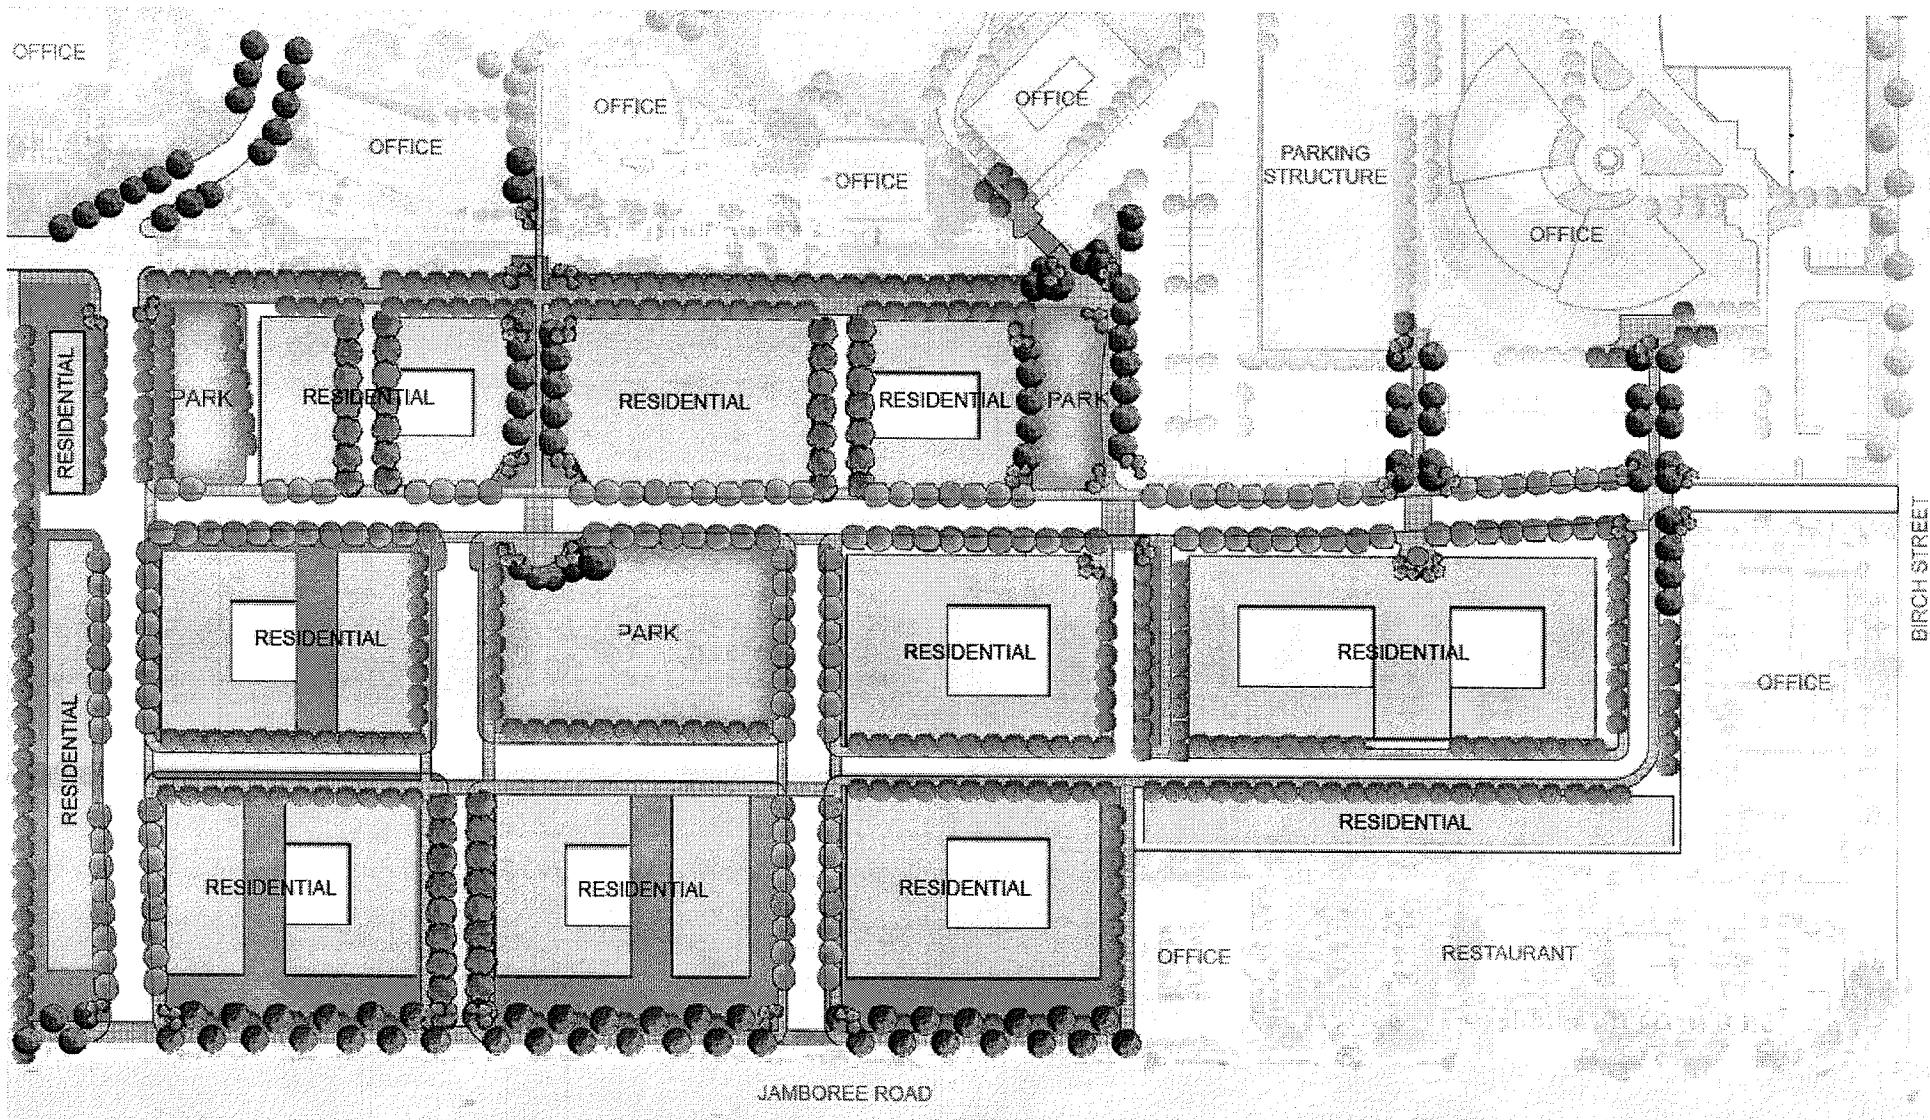 OFFICE
OFFICE
OFFICE
OFFICE
OFFICE
PARKING
STRUCTURE
OFFICE
RESIDENTIAL
PARK
RESIDENTIAL
RESIDENTIAL
RESIDENTIAL
PARK
RESIDENTIAL
RESIDENTIAL
PARK
RESIDENTIAL
RESIDENTIAL
OFFICE
BIRCH STREET
RESIDENTIAL
RESIDENTIAL
RESIDENTIAL
RESIDENTIAL
OFFICE
RESTAURANT
JAMBOREE ROAD